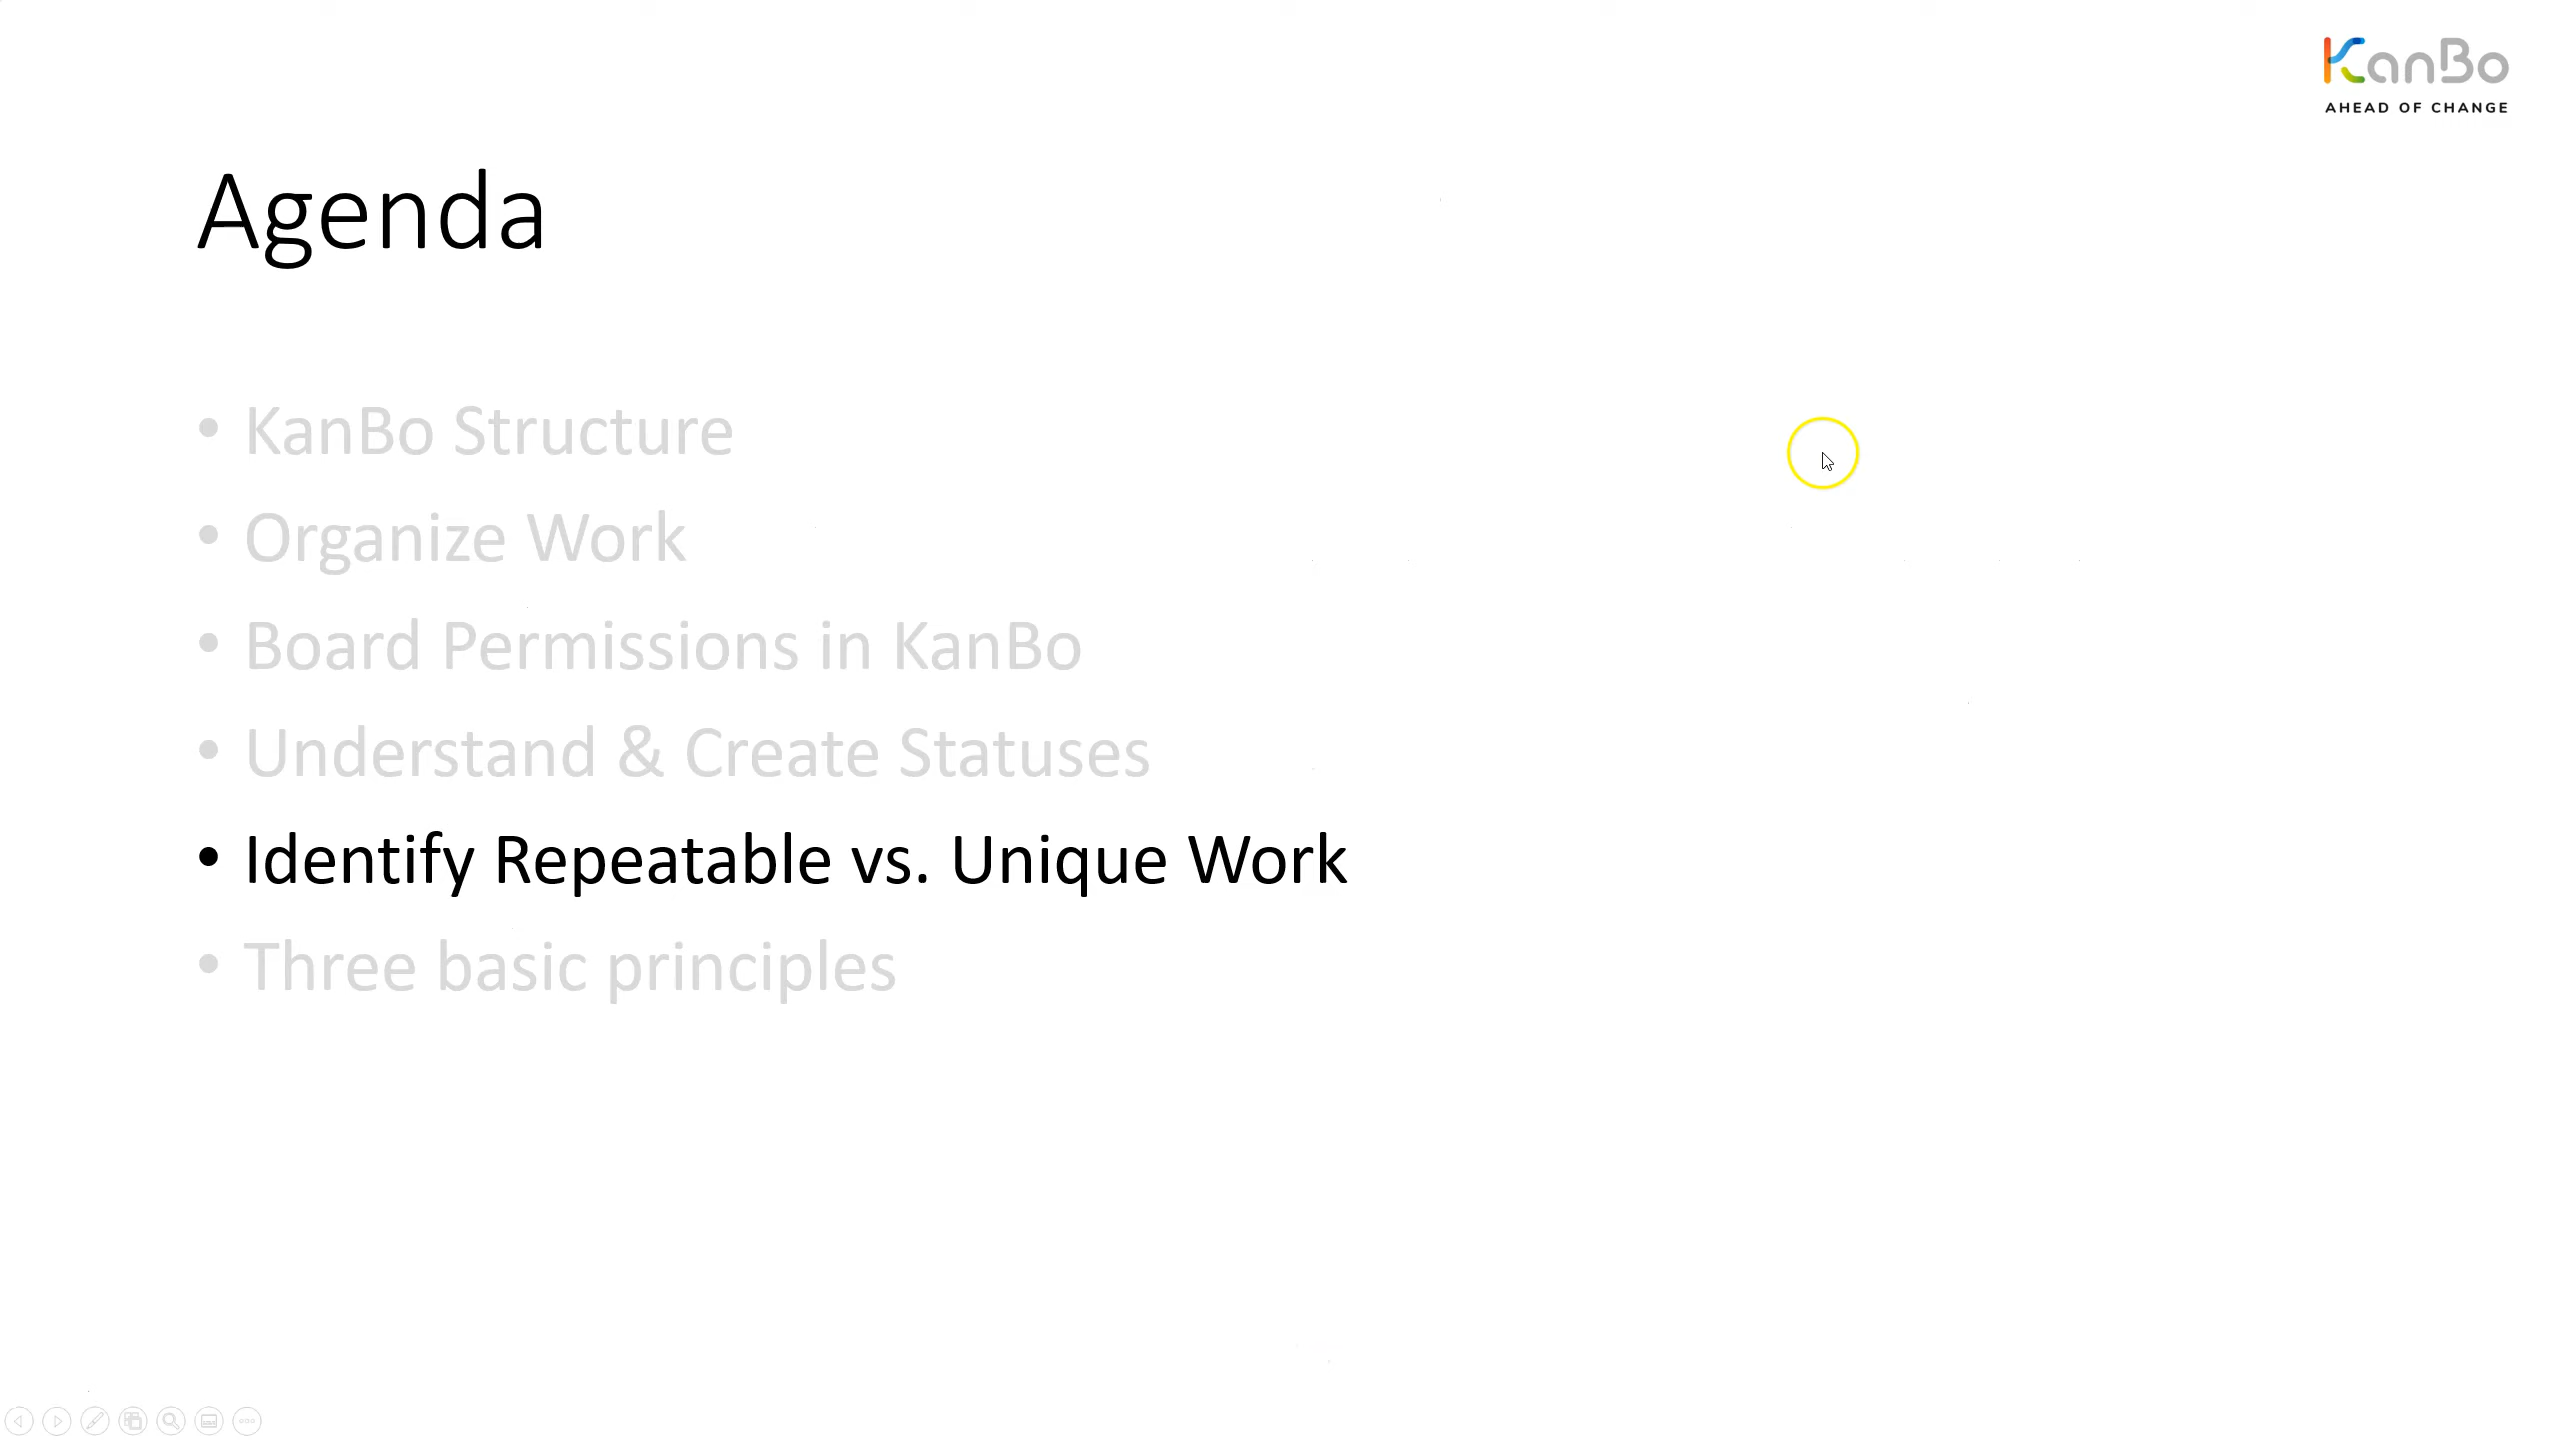 KanBo
AHEAD OF CHANGE
Agenda
• KanBo Structure
• Organize Work
• Board Permissions in KanBo
• Understand & Create Statuses
• Identify Repeatable vs. Unique Work
• Three basic principles